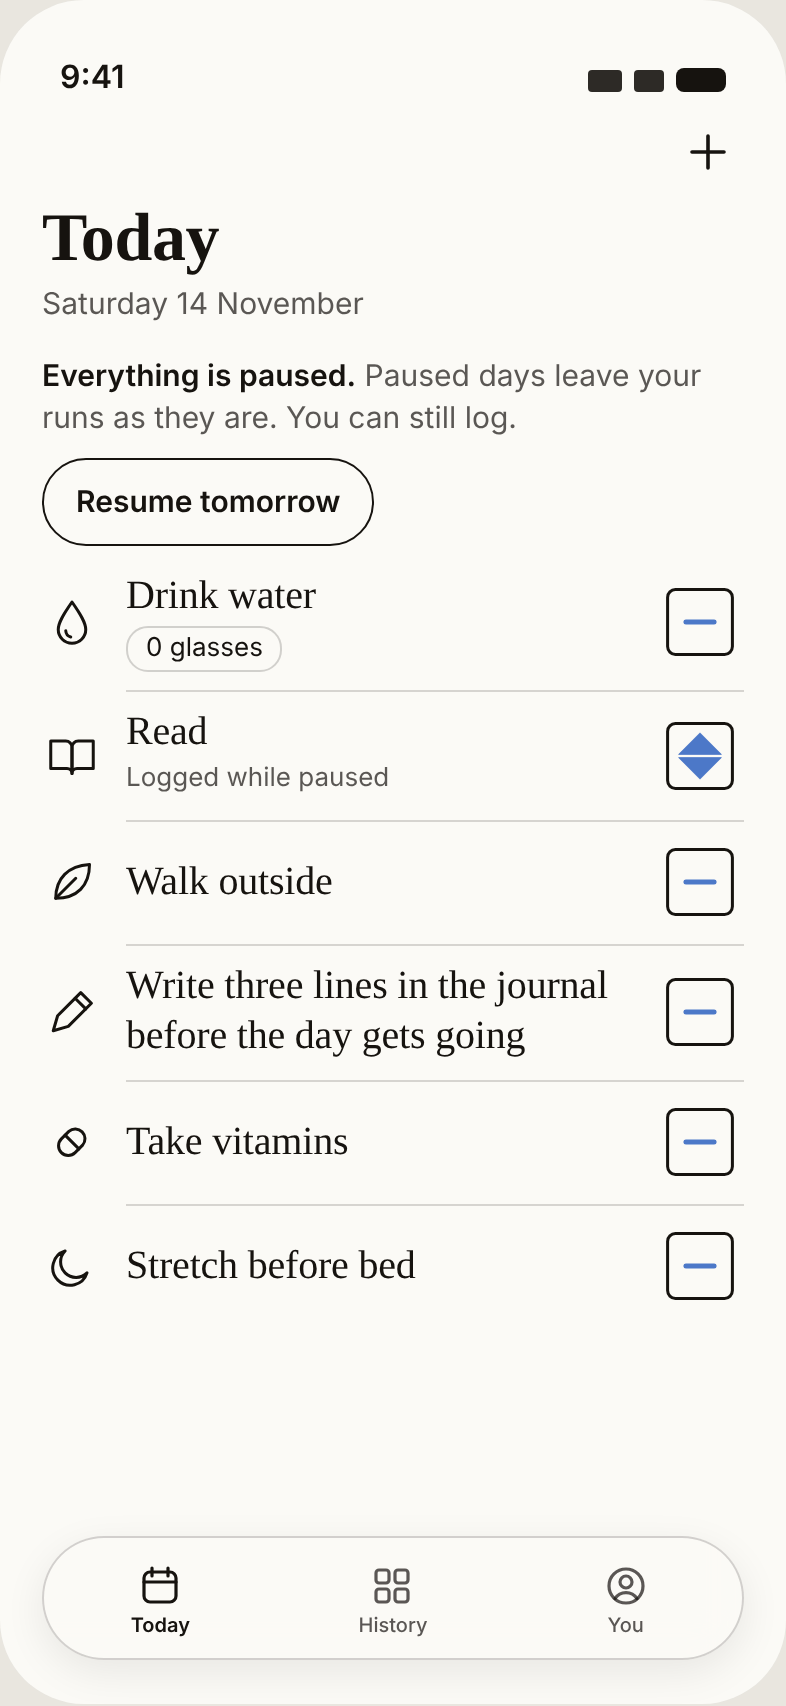 9:41
Today
Saturday 14 November
Everything is paused. Paused days leave your
runs as they are. You can still log.
Resume tomorrow
Drink water
0 glasses
Read
Logged while paused
Walk outside
Write three lines in the journal
before the day gets going
Take vitamins
Stretch before bed
Today
History
You